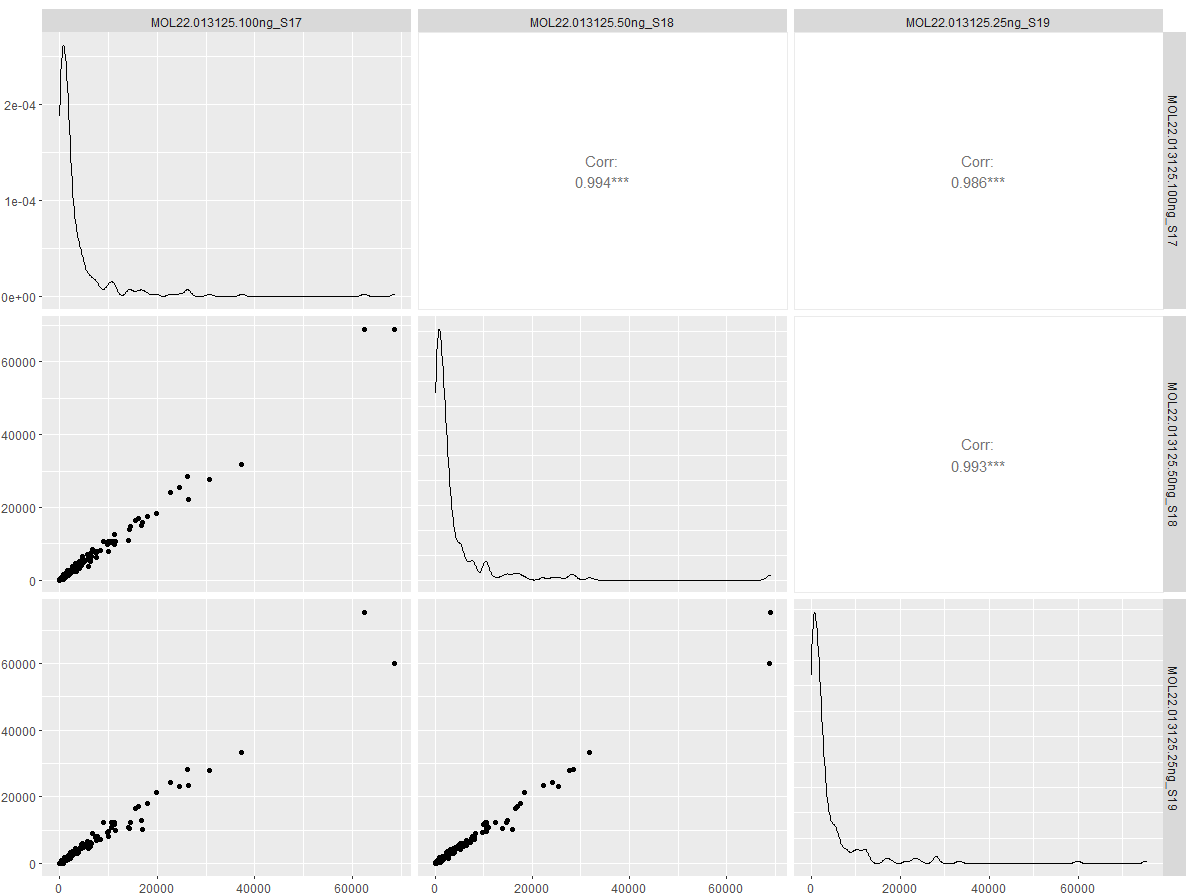 MOL22.013125.100ng_S17
MOL22.013125.50ng_S18
MOL22.013125.25ng_S19
2e-04
1e-04
0e+00
Corr:
0.994***
Corr:
0.986***
MOL22.013125.100ng_S17
60000
40000
20000
0
Corr:
0.993***
MOL22.013125.50ng_S18
60000
40000
20000
0
MOL22.013125.25ng_S19
0
20000
40000
60000
0
20000
40000
60000
0
20000
40000
60000